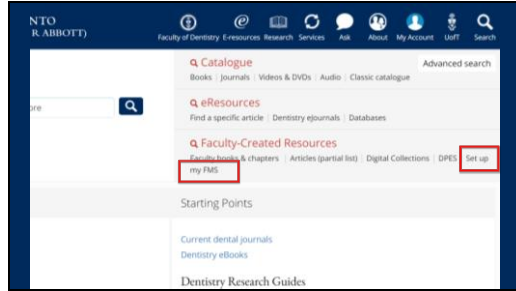 NTO
R ABBOTT)
Faculty of Dentistry E-resources Research Services Ask About My Account UofT Search
Catalogue
Advanced search
Books | Journals | Videos & DVDs | Audio | Classic catalogue
ore
eResources
Find a specific article | Dentistry eJournals | Databases
Faculty-Created Resources
Faculty books & chapters | Articles (partial list) | Digital Collections | DPES | Set up
my FMS
Starting Points
Current dental journals
Dentistry eBooks
Dentistry Research Guides